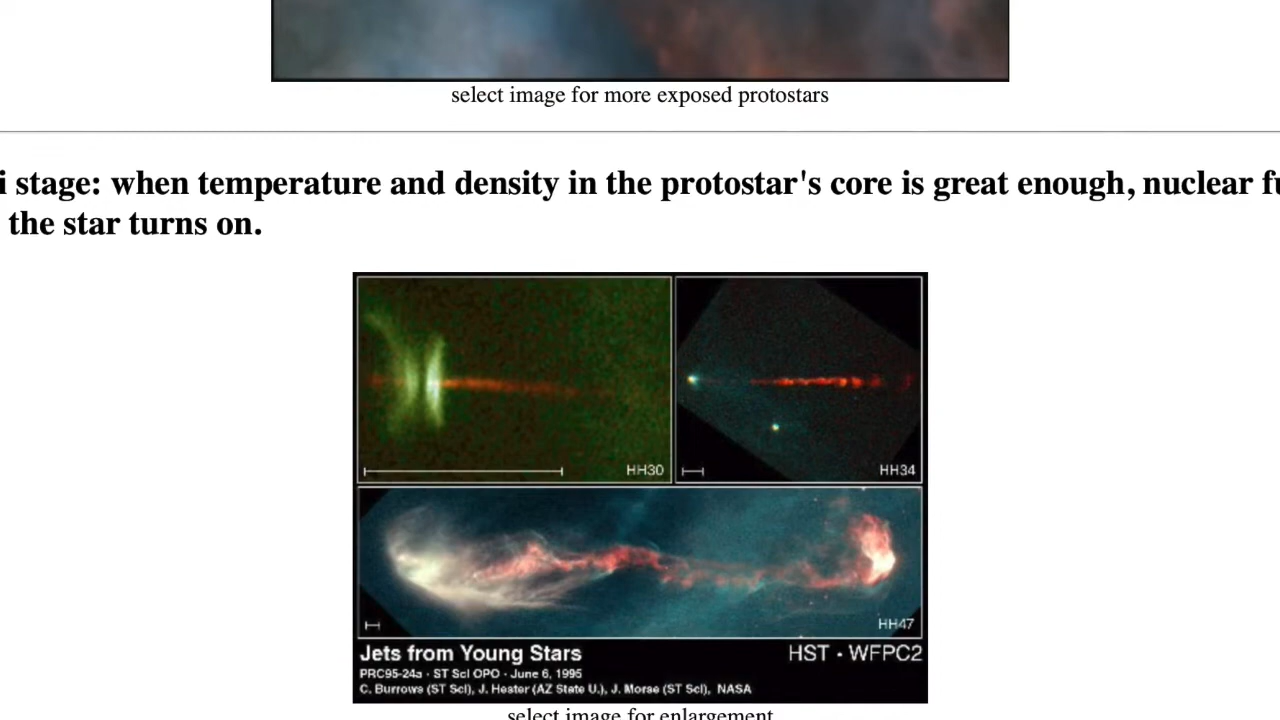 select image for more exposed protostars
i stage: when temperature and density in the protostar's core is great enough, nuclear fu
the star turns on.
HH30
HH34
HH47
Jets from Young Stars
HST · WFPC2
PRC95-24a · ST ScI OPO · June 6, 1995
C. Burrows (ST ScI), J. Hester (AZ State U.), J. Morse (ST ScI), NASA
select image for enlargement